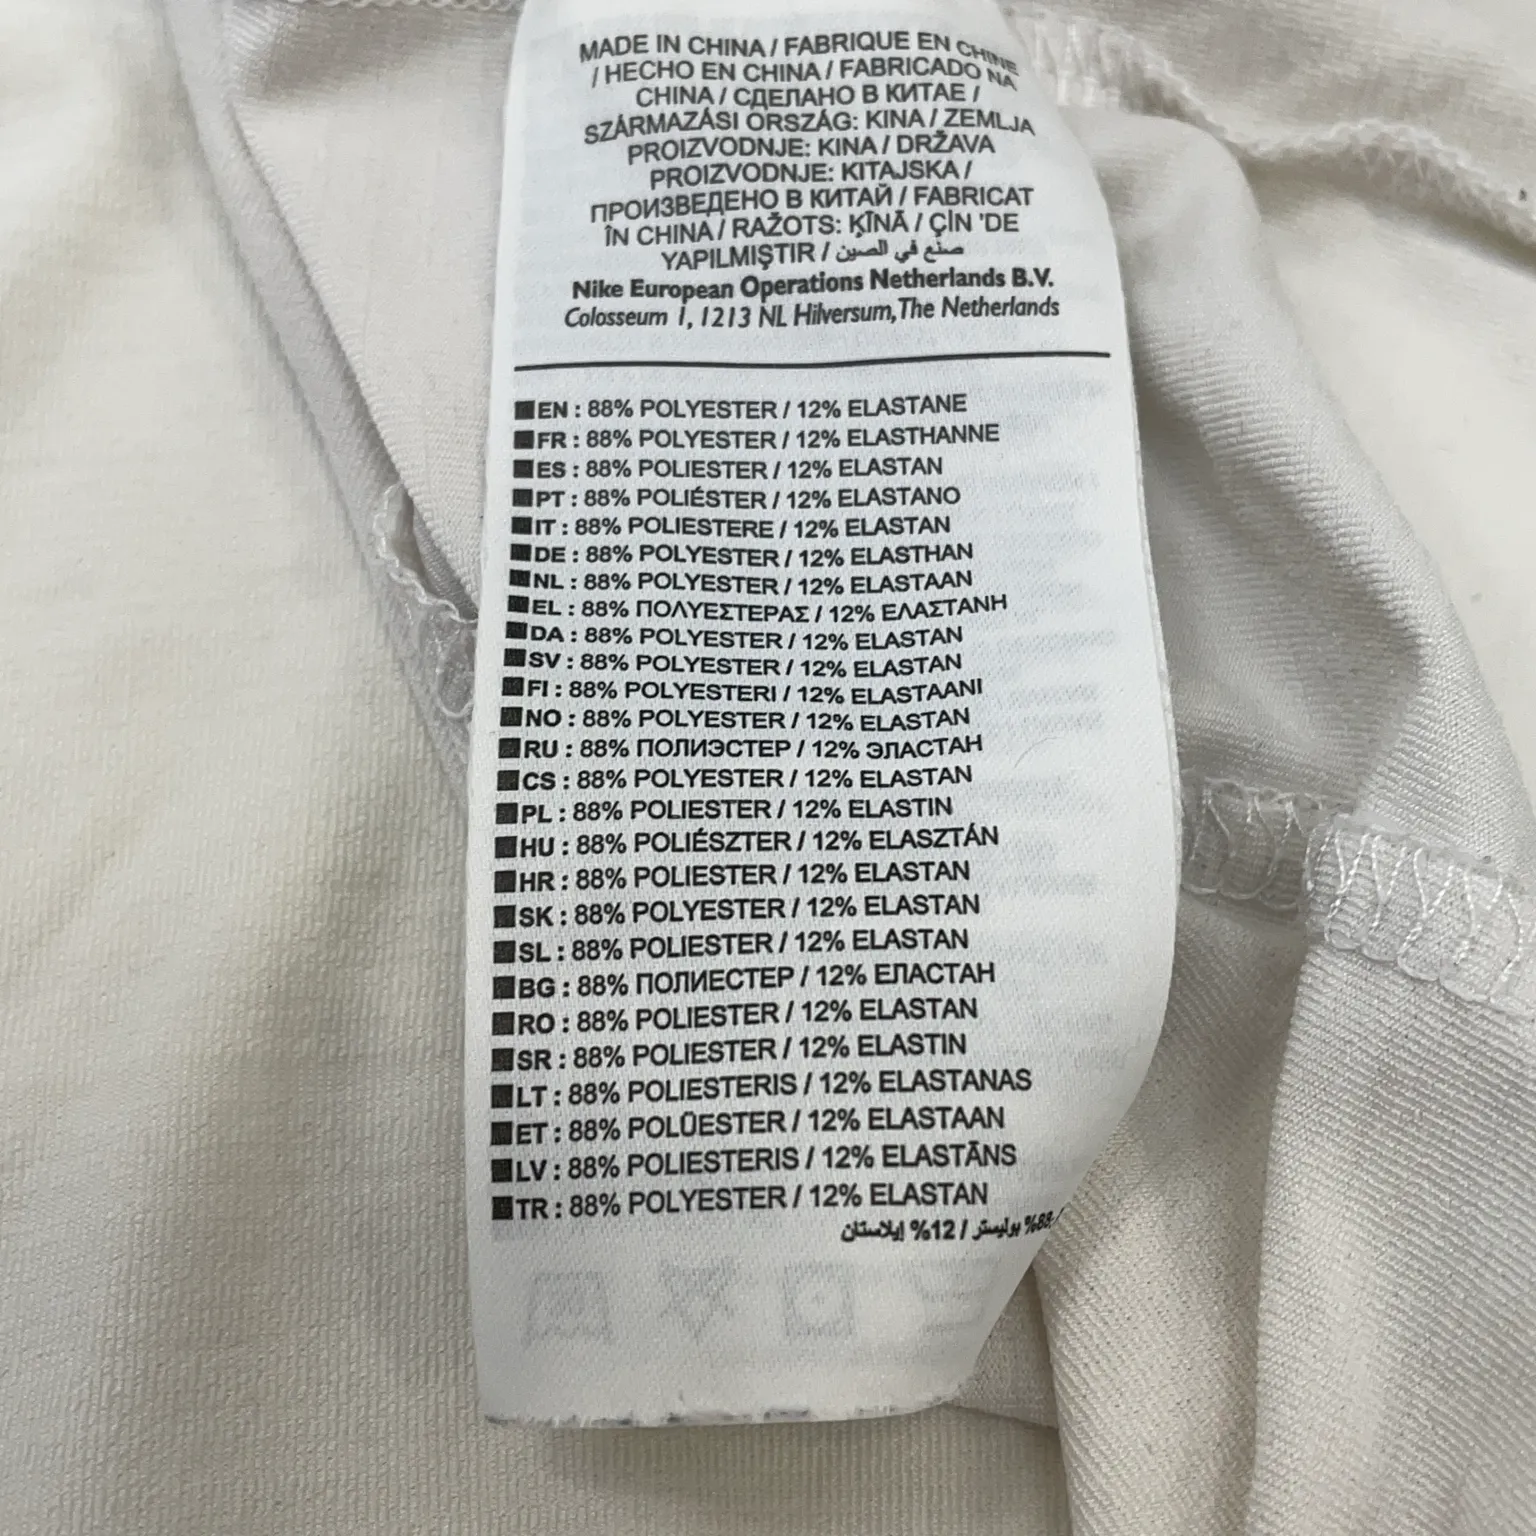 MADE IN CHINA / FABRIQUE EN CHINE
/ HECHO EN CHINA / FABRICADO NA
CHINA / СДЕЛАНО В КИТАЕ /
SZÁRMAZÁSI ORSZÁG: KINA / ZEMLJA
PROIZVODNJE: KINA / DRŽAVA
PROIZVODNJE: KITAJSKA /
ПРОИЗВЕДЕНО В КИТАЙ / FABRICAT
ÎN CHINA / RAŽOTS: ĶĪNĀ / ÇİN 'DE
YAPILMIŞTIR / صنع في الصين
Nike European Operations Netherlands B.V.
Colosseum 1, 1213 NL Hilversum, The Netherlands
EN : 88% POLYESTER / 12% ELASTANE
FR : 88% POLYESTER / 12% ELASTHANNE
ES : 88% POLIESTER / 12% ELASTAN
PT : 88% POLIÉSTER / 12% ELASTANO
IT : 88% POLIESTERE / 12% ELASTAN
DE : 88% POLYESTER / 12% ELASTHAN
NL : 88% POLYESTER / 12% ELASTAAN
EL : 88% ΠΟΛΥΕΣΤΕΡΑΣ / 12% ΕΛΑΣΤΑΝΗ
DA : 88% POLYESTER / 12% ELASTAN
SV : 88% POLYESTER / 12% ELASTAN
FI : 88% POLYESTERI / 12% ELASTAANI
NO : 88% POLYESTER / 12% ELASTAN
RU : 88% ПОЛИЭСТЕР / 12% ЭЛАСТАН
CS : 88% POLYESTER / 12% ELASTAN
PL : 88% POLIESTER / 12% ELASTIN
HU : 88% POLIÉSZTER / 12% ELASZTÁN
HR : 88% POLIESTER / 12% ELASTAN
SK : 88% POLYESTER / 12% ELASTAN
SL : 88% POLIESTER / 12% ELASTAN
BG : 88% ПОЛИЕСТЕР / 12% ЕЛАСТАН
RO : 88% POLIESTER / 12% ELASTAN
SR : 88% POLIESTER / 12% ELASTIN
LT : 88% POLIESTERIS / 12% ELASTANAS
ET : 88% POLÜESTER / 12% ELASTAAN
LV : 88% POLIESTERIS / 12% ELASTĀNS
TR : 88% POLYESTER / 12% ELASTAN
88% بوليستر / 12% إيلاستان